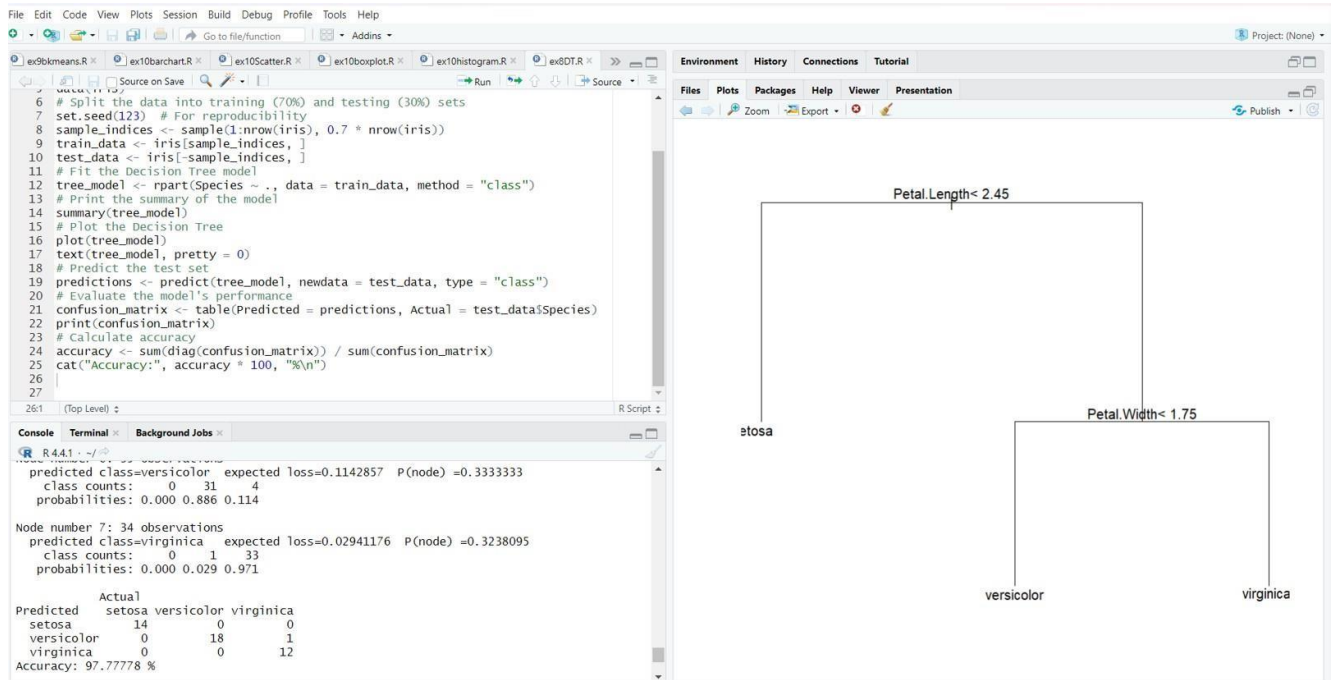 File Edit Code View Plots Session Build Debug Profile Tools Help
Go to file/function Addins Project: (None)
ex9bkmeans.R ex10barchart.R ex10Scatter.R ex10boxplot.R ex10histogram.R ex8DT.R
Source on Save Run Source
5 data(iris)
6 # Split the data into training (70%) and testing (30%) sets
7 set.seed(123) # For reproducibility
8 sample_indices <- sample(1:nrow(iris), 0.7 * nrow(iris))
9 train_data <- iris[sample_indices, ]
10 test_data <- iris[-sample_indices, ]
11 # Fit the Decision Tree model
12 tree_model <- rpart(Species ~ ., data = train_data, method = "class")
13 # Print the summary of the model
14 summary(tree_model)
15 # Plot the Decision Tree
16 plot(tree_model)
17 text(tree_model, pretty = 0)
18 # Predict the test set
19 predictions <- predict(tree_model, newdata = test_data, type = "class")
20 # Evaluate the model's performance
21 confusion_matrix <- table(Predicted = predictions, Actual = test_data$Species)
22 print(confusion_matrix)
23 # Calculate accuracy
24 accuracy <- sum(diag(confusion_matrix)) / sum(confusion_matrix)
25 cat("Accuracy:", accuracy * 100, "%\n")
26
27
26:1 (Top Level) R Script
Console Terminal Background Jobs
R 4.4.1 · ~/
predicted class=versicolor expected loss=0.1142857 P(node) =0.3333333
class counts: 0 31 4
probabilities: 0.000 0.886 0.114
Node number 7: 34 observations
predicted class=virginica expected loss=0.02941176 P(node) =0.3238095
class counts: 0 1 33
probabilities: 0.000 0.029 0.971
Actual
Predicted setosa versicolor virginica
setosa 14 0 0
versicolor 0 18 1
virginica 0 0 12
Accuracy: 97.77778 %
Environment History Connections Tutorial
Files Plots Packages Help Viewer Presentation
Zoom Export Publish
Petal.Length< 2.45
etosa
Petal.Width< 1.75
versicolor
virginica